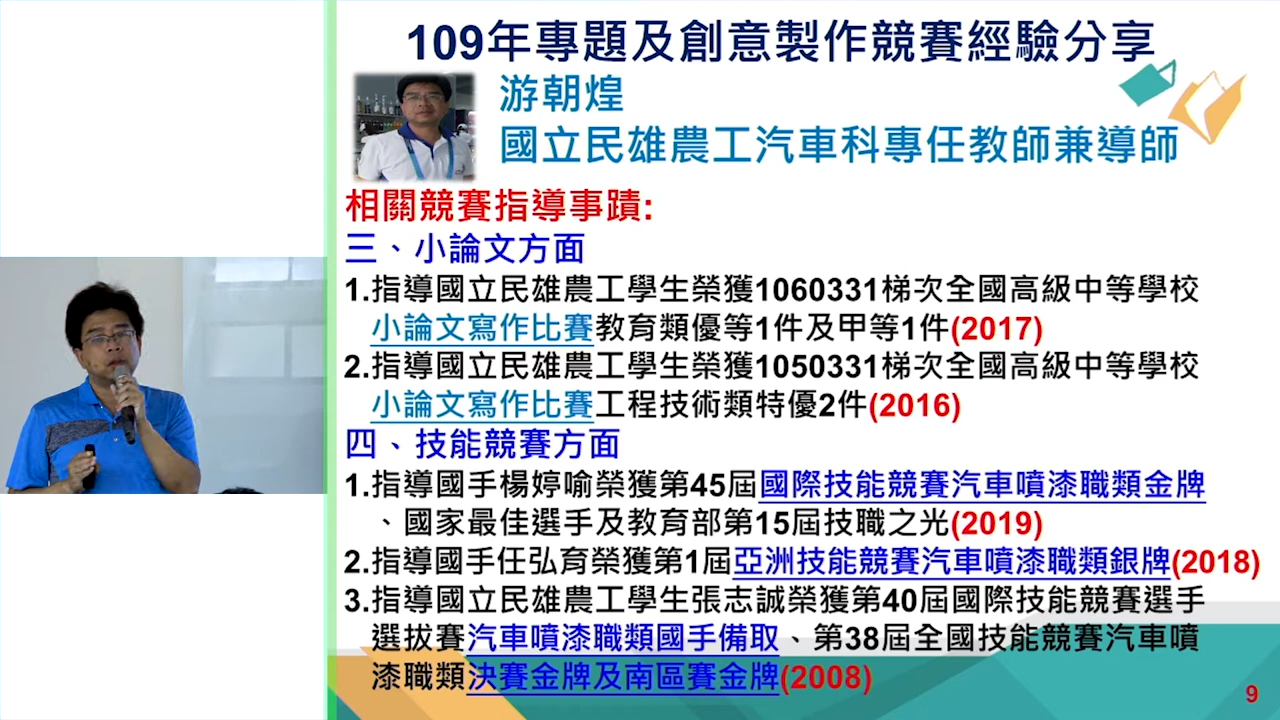 109年專題及創意製作競賽經驗分享
游朝煌
國立民雄農工汽車科專任教師兼導師
相關競賽指導事蹟:
三、小論文方面
1.指導國立民雄農工學生榮獲1060331梯次全國高級中等學校
小論文寫作比賽教育類優等1件及甲等1件(2017)
2.指導國立民雄農工學生榮獲1050331梯次全國高級中等學校
小論文寫作比賽工程技術類特優2件(2016)
四、技能競賽方面
1.指導國手楊婷喻榮獲第45屆國際技能競賽汽車噴漆職類金牌
、國家最佳選手及教育部第15屆技職之光(2019)
2.指導國手任弘育榮獲第1屆亞洲技能競賽汽車噴漆職類銀牌(2018)
3.指導國立民雄農工學生張志誠榮獲第40屆國際技能競賽選手
選拔賽汽車噴漆職類國手備取、第38屆全國技能競賽汽車噴
漆職類決賽金牌及南區賽金牌(2008)
9